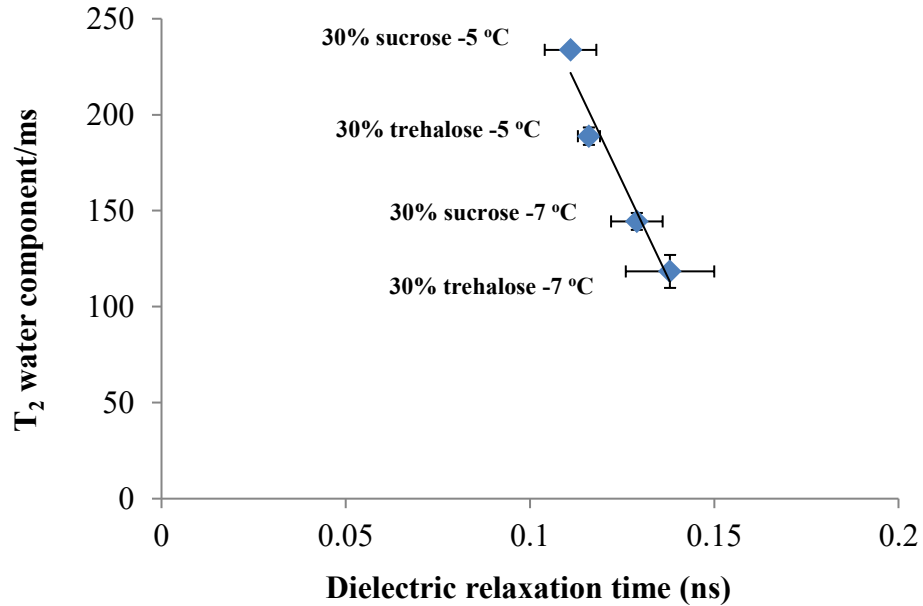 250
200
150
100
50
0
T₂ water component/ms
30% sucrose -5 ºC
30% trehalose -5 ºC
30% sucrose -7 ºC
30% trehalose -7 ºC
0
0.05
0.1
0.15
0.2
Dielectric relaxation time (ns)